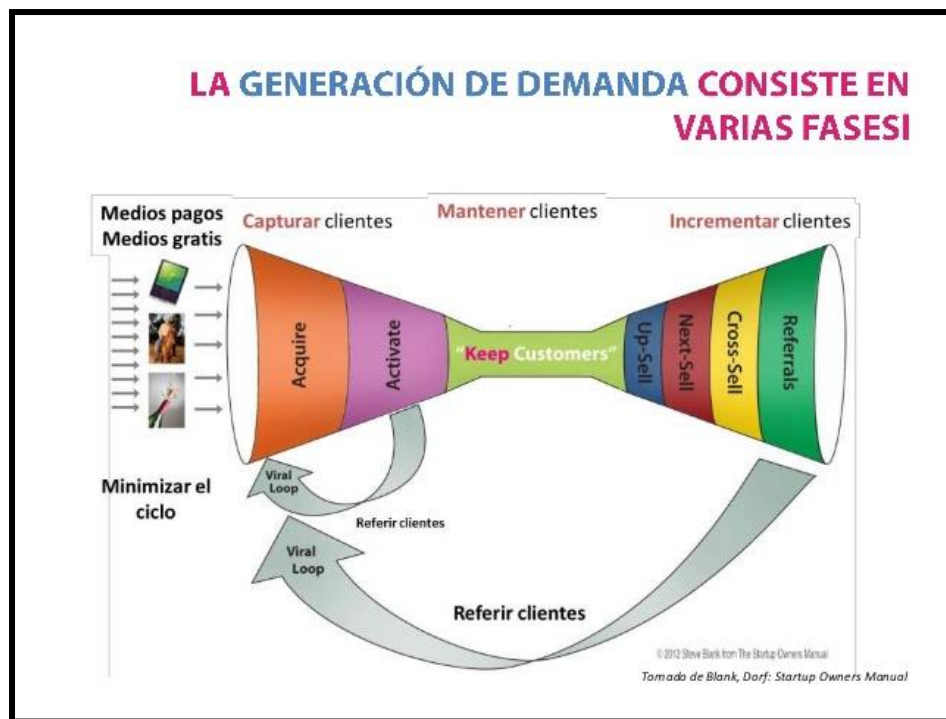 LA GENERACIÓN DE DEMANDA CONSISTE EN
VARIAS FASESI
Medios pagos
Medios gratis
Capturar clientes
Mantener clientes
Incrementar clientes
Acquire
Activate
"Keep Customers"
Up-Sell
Next-Sell
Cross-Sell
Referrals
Minimizar el
ciclo
Viral
Loop
Referir clientes
Viral
Loop
Referir clientes
© 2012 Steve Blank from The Startup Owners Manual
Tomado de Blank, Dorf: Startup Owners Manual